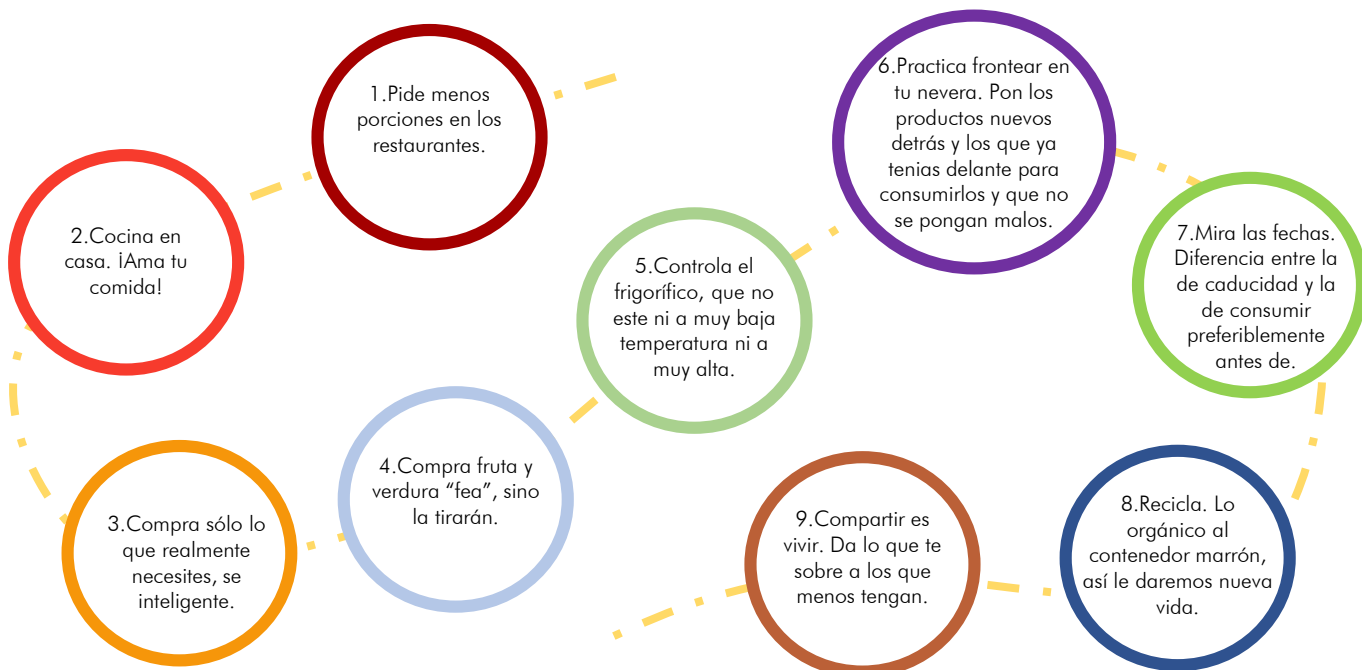 1.Pide menos
porciones en los
restaurantes.
2.Cocina en
casa. ¡Ama tu
comida!
3.Compra sólo lo
que realmente
necesites, se
inteligente.
4.Compra fruta y
verdura “fea”, sino
la tirarán.
5.Controla el
frigorífico, que no
este ni a muy baja
temperatura ni a
muy alta.
6.Practica frontear en
tu nevera. Pon los
productos nuevos
detrás y los que ya
tenias delante para
consumirlos y que no
se pongan malos.
7.Mira las fechas.
Diferencia entre la
de caducidad y la
de consumir
preferiblemente
antes de.
8.Recicla. Lo
orgánico al
contenedor marrón,
así le daremos nueva
vida.
9.Compartir es
vivir. Da lo que te
sobre a los que
menos tengan.